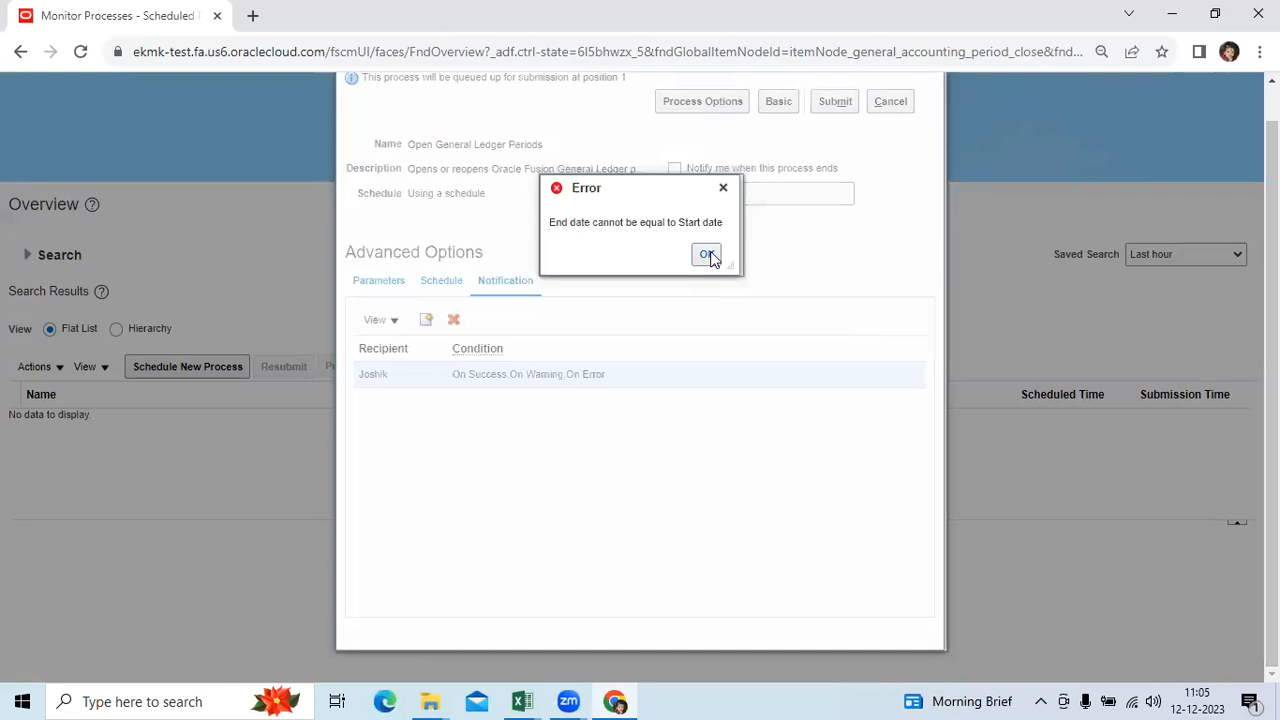 Monitor Processes - Scheduled P
ekmk-test.fa.us6.oraclecloud.com/fscmUI/faces/FndOverview?_adf.ctrl-state=6I5bhwzx_5&fndGlobalItemNodeId=itemNode_general_accounting_period_close&fnd...
This process will be queued up for submission at position 1
Process Options
Basic
Submit
Cancel
Name Open General Ledger Periods
Description Opens or reopens Oracle Fusion General Ledger p...
Notify me when this process ends
Schedule Using a schedule
Error
End date cannot be equal to Start date
OK
Overview
Search
Saved Search Last hour
Advanced Options
Parameters Schedule Notification
Search Results
View Flat List Hierarchy
View
Recipient Condition
Joshik On Success,On Warning,On Error
Actions View Schedule New Process Resubmit
Name Scheduled Time Submission Time
No data to display.
Type here to search
Morning Brief
11:05
12-12-2023